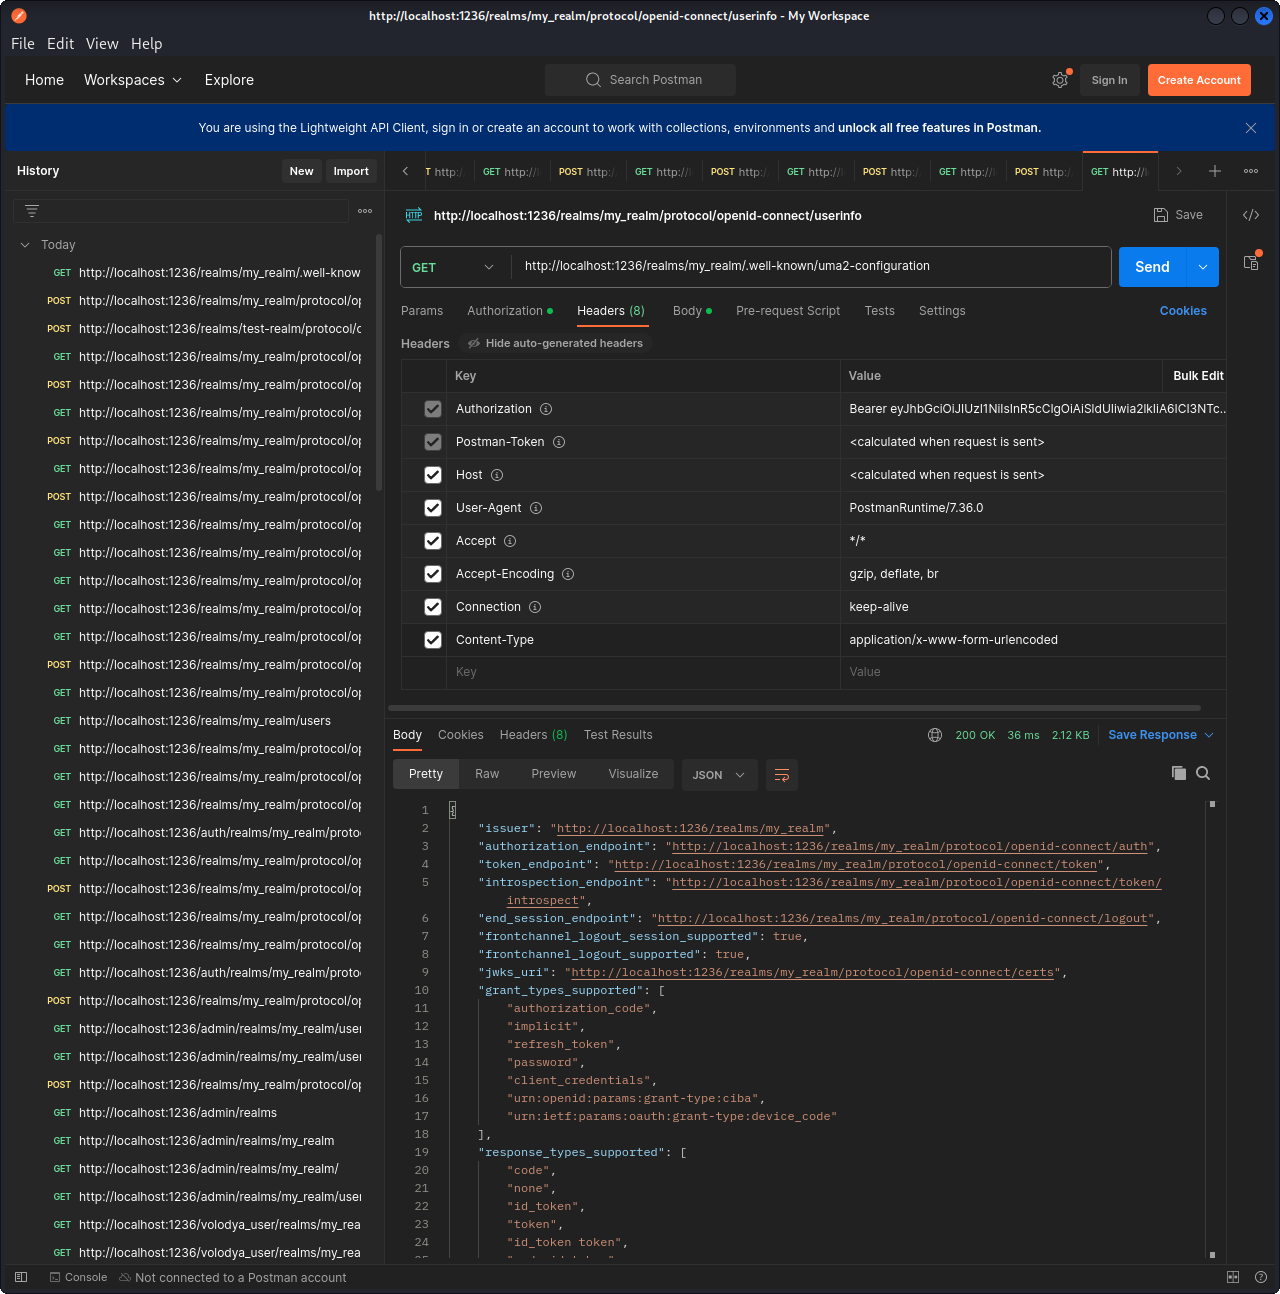 http://localhost:1236/realms/my_realm/protocol/openid-connect/userinfo - My Workspace
File Edit View Help
Home Workspaces Explore Search Postman Sign In Create Account
You are using the Lightweight API Client, sign in or create an account to work with collections, environments and unlock all free features in Postman.
History New Import
T http:/ GET http://l POST http:/ GET http://l POST http:/ GET http://l POST http:/ GET http://l POST http:/ GET http://l
Today
GET http://localhost:1236/realms/my_realm/.well-know
POST http://localhost:1236/realms/my_realm/protocol/op
POST http://localhost:1236/realms/test-realm/protocol/c
GET http://localhost:1236/realms/my_realm/protocol/op
POST http://localhost:1236/realms/my_realm/protocol/op
GET http://localhost:1236/realms/my_realm/protocol/op
POST http://localhost:1236/realms/my_realm/protocol/op
GET http://localhost:1236/realms/my_realm/protocol/op
POST http://localhost:1236/realms/my_realm/protocol/op
GET http://localhost:1236/realms/my_realm/protocol/op
GET http://localhost:1236/realms/my_realm/protocol/op
GET http://localhost:1236/realms/my_realm/protocol/op
GET http://localhost:1236/realms/my_realm/protocol/op
GET http://localhost:1236/realms/my_realm/protocol/op
POST http://localhost:1236/realms/my_realm/protocol/op
GET http://localhost:1236/realms/my_realm/protocol/op
GET http://localhost:1236/realms/my_realm/users
GET http://localhost:1236/realms/my_realm/protocol/op
GET http://localhost:1236/realms/my_realm/protocol/op
GET http://localhost:1236/realms/my_realm/protocol/op
GET http://localhost:1236/auth/realms/my_realm/proto
GET http://localhost:1236/realms/my_realm/protocol/op
POST http://localhost:1236/realms/my_realm/protocol/op
GET http://localhost:1236/realms/my_realm/protocol/op
GET http://localhost:1236/realms/my_realm/protocol/op
GET http://localhost:1236/auth/realms/my_realm/proto
POST http://localhost:1236/realms/my_realm/protocol/op
GET http://localhost:1236/admin/realms/my_realm/user
GET http://localhost:1236/admin/realms/my_realm/user
POST http://localhost:1236/realms/my_realm/protocol/op
GET http://localhost:1236/admin/realms
GET http://localhost:1236/admin/realms/my_realm
GET http://localhost:1236/admin/realms/my_realm/
GET http://localhost:1236/admin/realms/my_realm/user
GET http://localhost:1236/volodya_user/realms/my_rea
GET http://localhost:1236/volodya_user/realms/my_rea
HTTP http://localhost:1236/realms/my_realm/protocol/openid-connect/userinfo Save
GET http://localhost:1236/realms/my_realm/.well-known/uma2-configuration Send
Params Authorization Headers (8) Body Pre-request Script Tests Settings Cookies
Headers Hide auto-generated headers
Key Value Bulk Edit
Authorization Bearer eyJhbGciOiJIUzI1NiIsInR5cCIgOiAiSldUIiwia2lkIiA6ICI3NTc...
Postman-Token <calculated when request is sent>
Host <calculated when request is sent>
User-Agent PostmanRuntime/7.36.0
Accept */*
Accept-Encoding gzip, deflate, br
Connection keep-alive
Content-Type application/x-www-form-urlencoded
Key Value
Body Cookies Headers (8) Test Results 200 OK 36 ms 2.12 KB Save Response
Pretty Raw Preview Visualize JSON
1 {
2 "issuer": "http://localhost:1236/realms/my_realm",
3 "authorization_endpoint": "http://localhost:1236/realms/my_realm/protocol/openid-connect/auth",
4 "token_endpoint": "http://localhost:1236/realms/my_realm/protocol/openid-connect/token",
5 "introspection_endpoint": "http://localhost:1236/realms/my_realm/protocol/openid-connect/token/
introspect",
6 "end_session_endpoint": "http://localhost:1236/realms/my_realm/protocol/openid-connect/logout",
7 "frontchannel_logout_session_supported": true,
8 "frontchannel_logout_supported": true,
9 "jwks_uri": "http://localhost:1236/realms/my_realm/protocol/openid-connect/certs",
10 "grant_types_supported": [
11 "authorization_code",
12 "implicit",
13 "refresh_token",
14 "password",
15 "client_credentials",
16 "urn:openid:params:grant-type:ciba",
17 "urn:ietf:params:oauth:grant-type:device_code"
18 ],
19 "response_types_supported": [
20 "code",
21 "none",
22 "id_token",
23 "token",
24 "id_token token",
Console Not connected to a Postman account